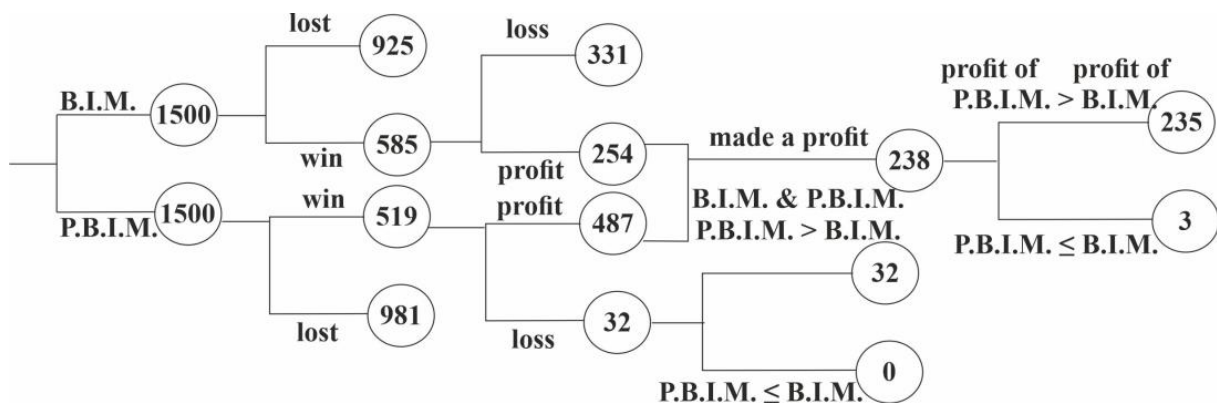 lost
925
loss
331
profit of profit of
P.B.I.M. > B.I.M.
B.I.M.
1500
235
win
585
profit
254
made a profit
238
P.B.I.M.
1500
win
519
profit
487
B.I.M. & P.B.I.M.
P.B.I.M. > B.I.M.
P.B.I.M. ≤ B.I.M.
3
lost
981
loss
32
32
P.B.I.M. ≤ B.I.M.
0